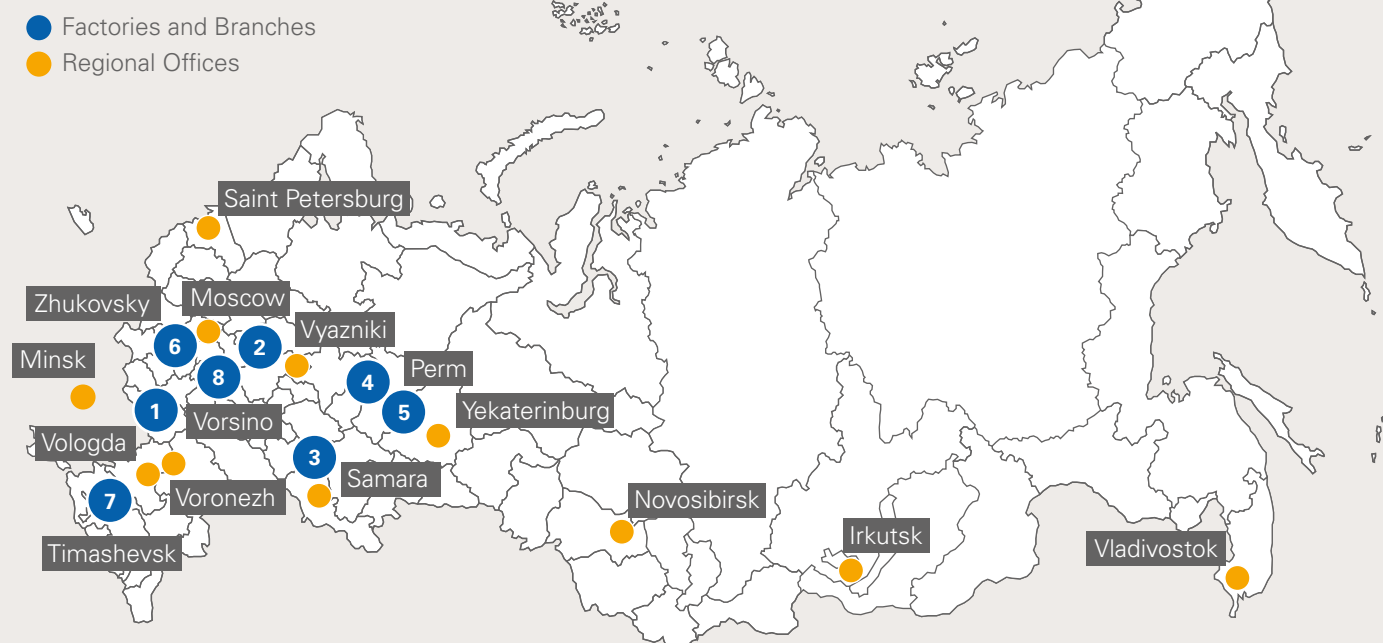 Factories and Branches
Regional Offices
Saint Petersburg
Zhukovsky
Moscow
Vyazniki
6
2
Minsk
8
4
Perm
1
5
Yekaterinburg
Vorsino
Vologda
3
Samara
7
Voronezh
Novosibirsk
Timashevsk
Irkutsk
Vladivostok